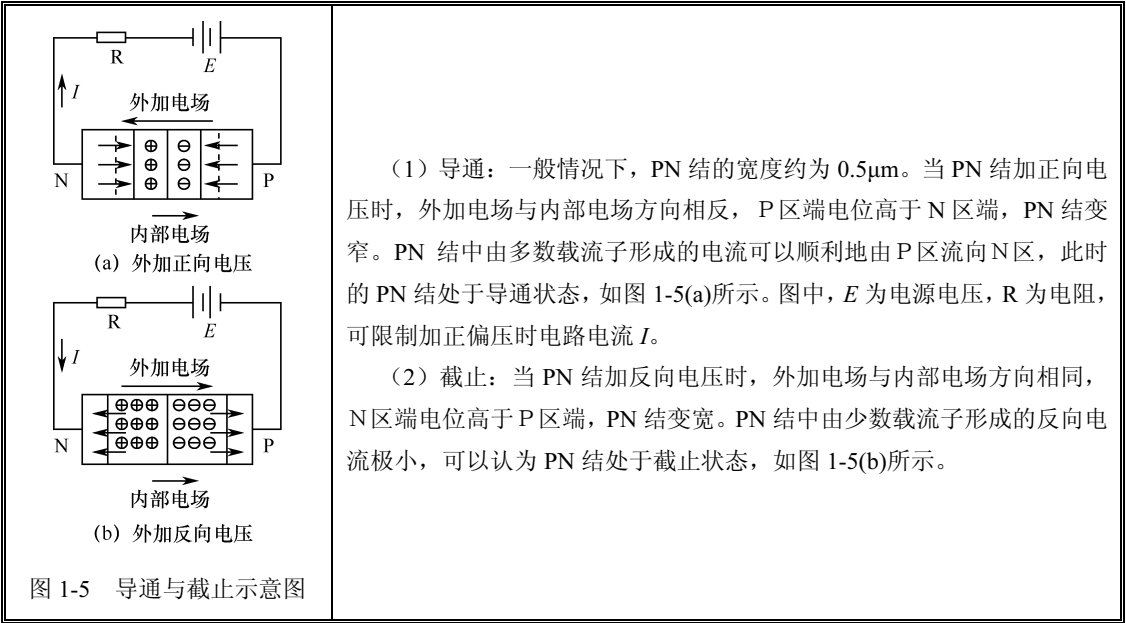 R
E
I
外加电场
N
P
内部电场
(a) 外加正向电压
R
E
I
外加电场
N
P
内部电场
(b) 外加反向电压
图 1-5 导通与截止示意图
（1）导通：一般情况下，PN 结的宽度约为 0.5μm。当 PN 结加正向电
压时，外加电场与内部电场方向相反，Ｐ区端电位高于 N 区端，PN 结变
窄。PN 结中由多数载流子形成的电流可以顺利地由Ｐ区流向Ｎ区，此时
的 PN 结处于导通状态，如图 1-5(a)所示。图中，E 为电源电压，R 为电阻，
可限制加正偏压时电路电流 I。
（2）截止：当 PN 结加反向电压时，外加电场与内部电场方向相同，
Ｎ区端电位高于Ｐ区端，PN 结变宽。PN 结中由少数载流子形成的反向电
流极小，可以认为 PN 结处于截止状态，如图 1-5(b)所示。